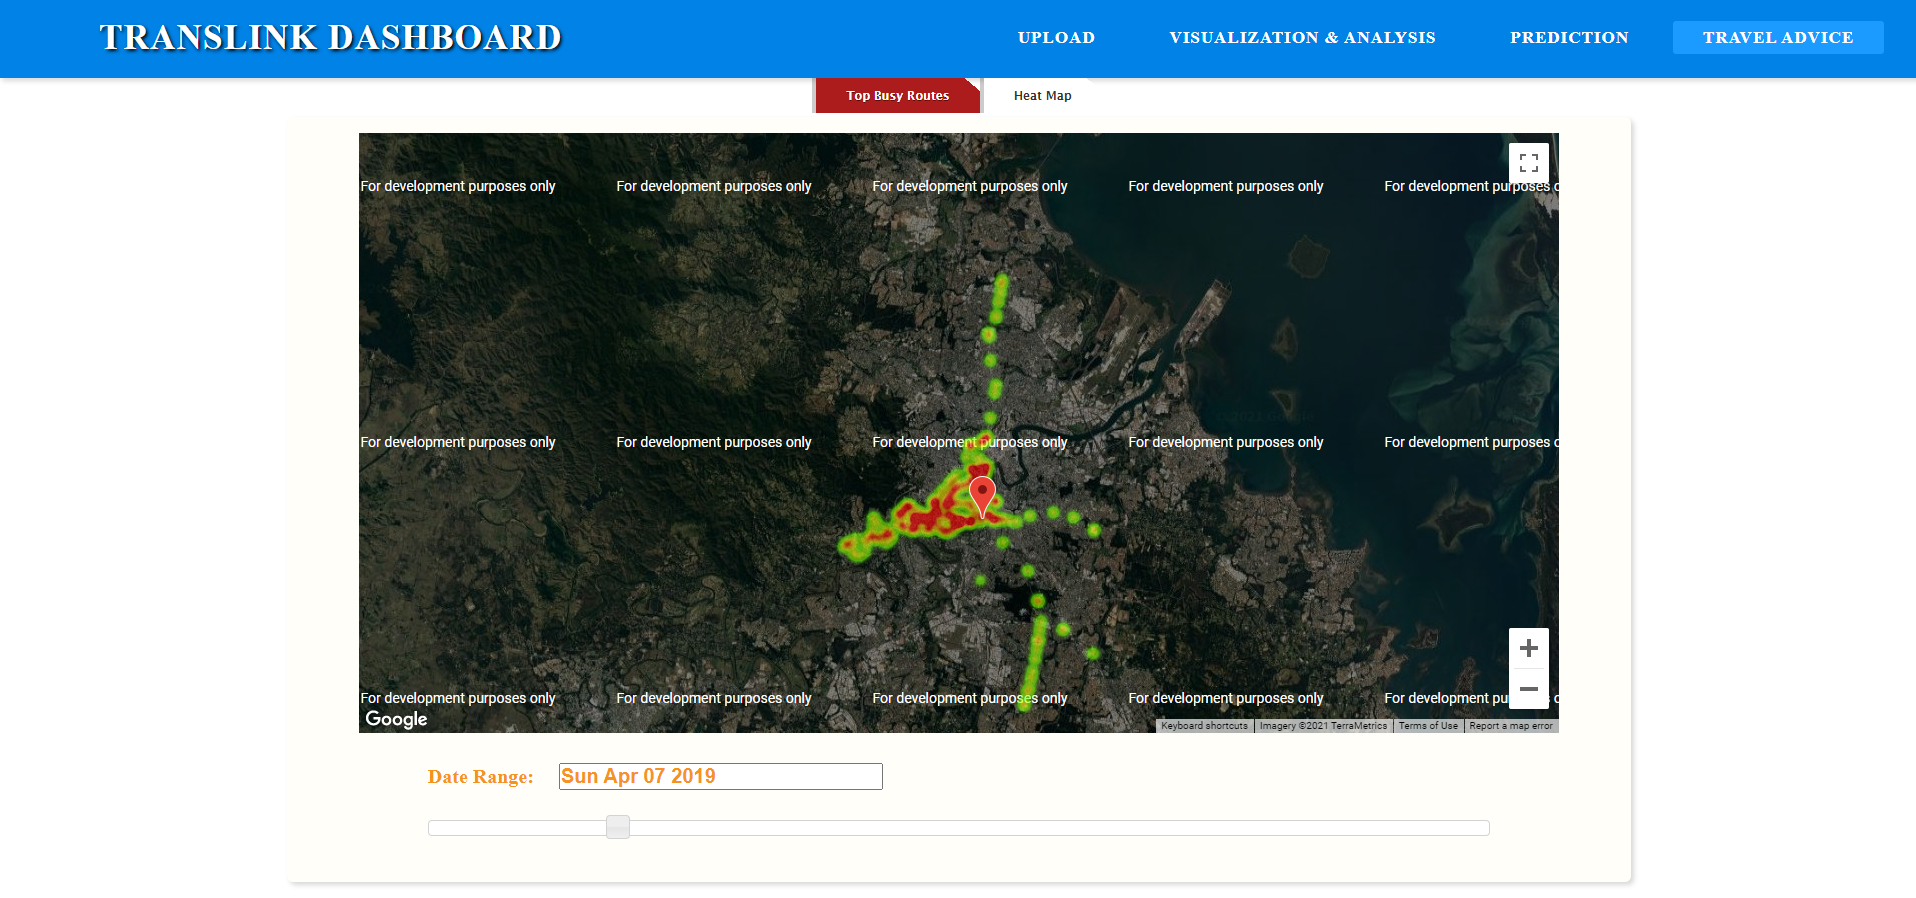 TRANSLINK DASHBOARD
UPLOAD VISUALIZATION & ANALYSIS PREDICTION TRAVEL ADVICE
Top Busy Routes Heat Map
For development purposes only For development purposes only For development purposes only For development purposes only For development purposes o
©2021 Google
For development purposes only For development purposes only For development purposes only For development purposes only For development purposes o
For development purposes only For development purposes only For development purposes only For development purposes only For development pu
Google
Keyboard shortcuts Imagery ©2021 TerraMetrics Terms of Use Report a map error
Date Range: Sun Apr 07 2019